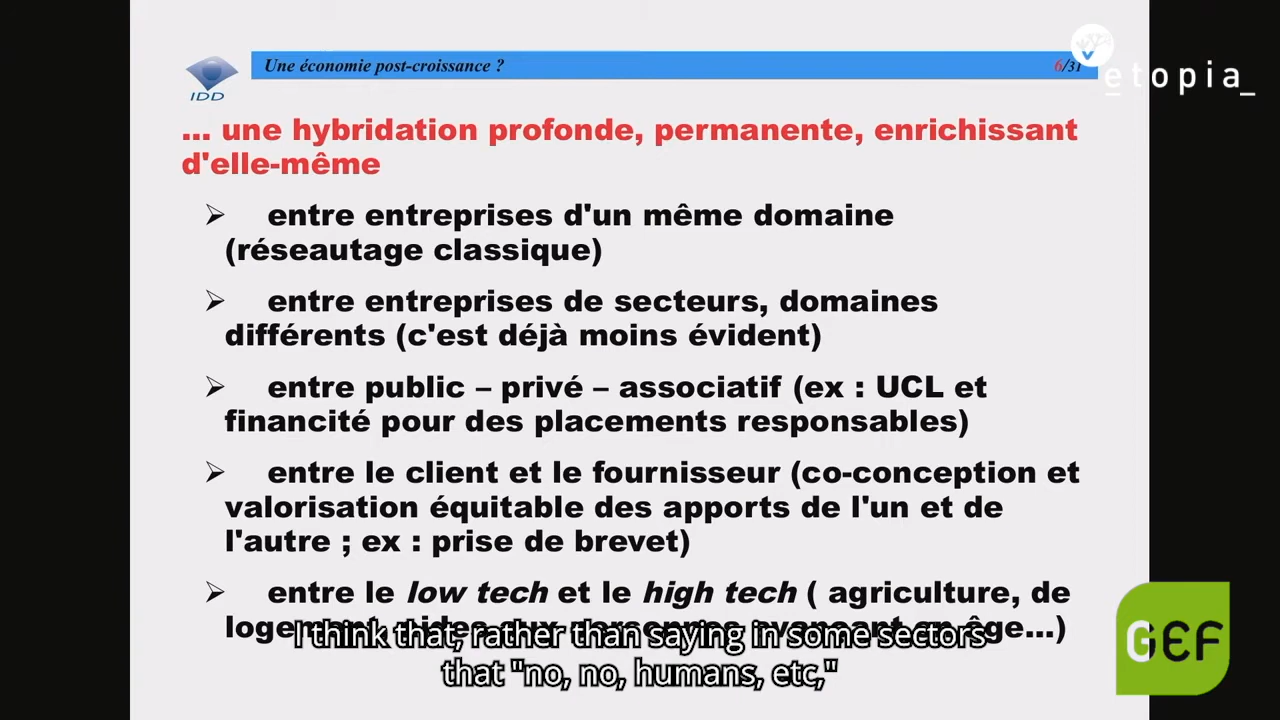 Une économie post-croissance ?
6/31
etopia_
IDD
... une hybridation profonde, permanente, enrichissant
d'elle-même
entre entreprises d'un même domaine
(réseautage classique)
entre entreprises de secteurs, domaines
différents (c'est déjà moins évident)
entre public – privé – associatif (ex : UCL et
financité pour des placements responsables)
entre le client et le fournisseur (co-conception et
valorisation équitable des apports de l'un et de
l'autre ; ex : prise de brevet)
entre le low tech et le high tech ( agriculture, de
âge...)
I think that, rather than saying in some sectors
that "no, no, humans, etc,"
GEF